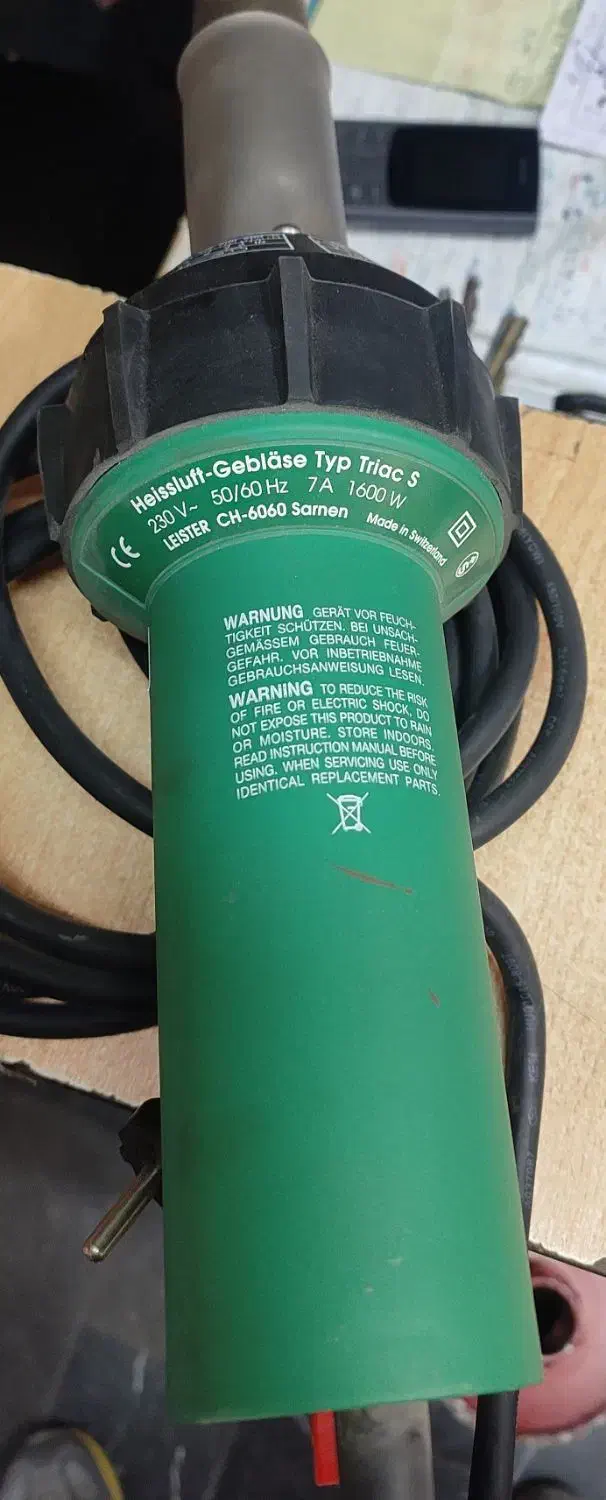 Heissluft-Gebläse Typ Triac S
230 V~ 50/60 Hz 7A 1600 W
LEISTER CH-6060 Sarnen Made in Switzerland
CE
WARNUNG GERÄT VOR FEUCH-
TIGKEIT SCHÜTZEN. BEI UNSACH-
GEMÄSSEM GEBRAUCH FEUER-
GEFAHR. VOR INBETRIEBNAHME
GEBRAUCHSANWEISUNG LESEN.
WARNING TO REDUCE THE RISK
OF FIRE OR ELECTRIC SHOCK, DO
NOT EXPOSE THIS PRODUCT TO RAIN
OR MOISTURE. STORE INDOORS.
READ INSTRUCTION MANUAL BEFORE
USING. WHEN SERVICING USE ONLY
IDENTICAL REPLACEMENT PARTS.